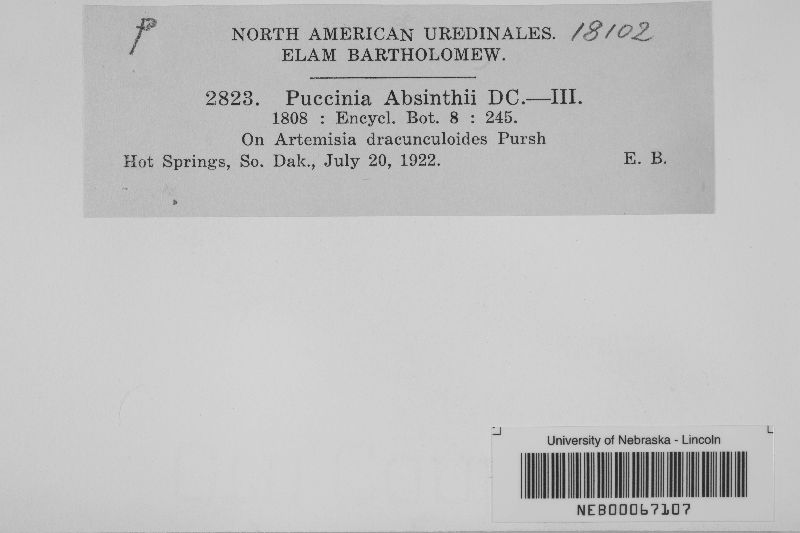 P
NORTH AMERICAN UREDINALES. 18102
ELAM BARTHOLOMEW.
2823. Puccinia Absinthii DC.—III.
1808 : Encycl. Bot. 8 : 245.
On Artemisia dracunculoides Pursh
Hot Springs, So. Dak., July 20, 1922. E. B.
University of Nebraska - Lincoln
NEB00067107